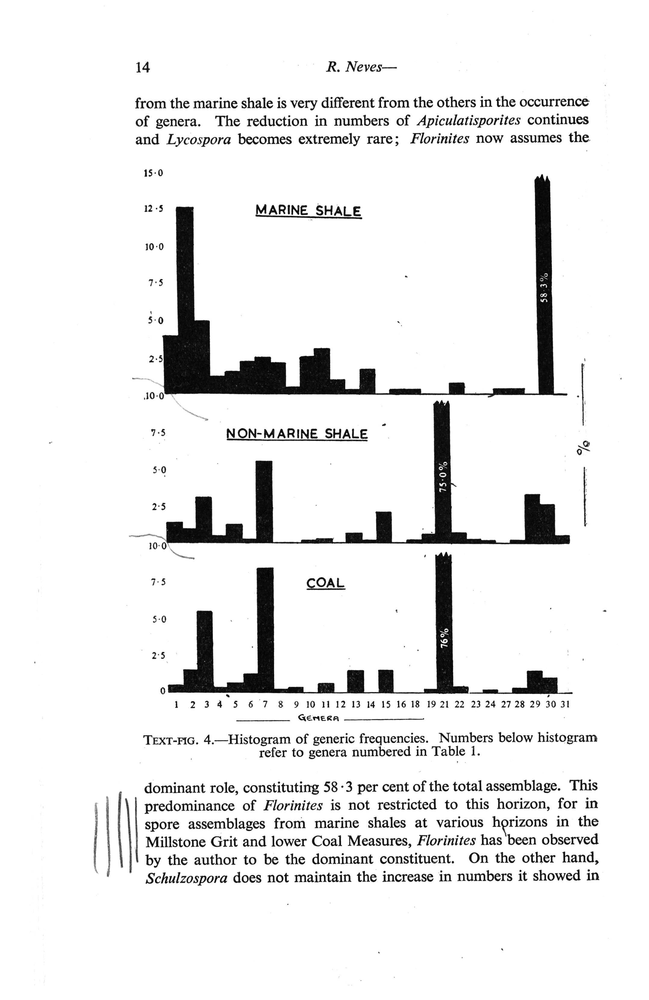 14
R. Neves—
from the marine shale is very different from the others in the occurrence
of genera. The reduction in numbers of Apiculatisporites continues
and Lycospora becomes extremely rare; Florinites now assumes the
15·0
12·5
MARINE SHALE
10·0
7·5
58·3%
5·0
2·5
10·0
7·5
NON-MARINE SHALE
%
5·0
75·0%
2·5
10·0
7·5
COAL
5·0
76%
2·5
0
1 2 3 4 5 6 7 8 9 10 11 12 13 14 15 16 18 19 21 22 23 24 27 28 29 30 31
GENERA
TEXT-FIG. 4.—Histogram of generic frequencies. Numbers below histogram
refer to genera numbered in Table 1.
dominant role, constituting 58·3 per cent of the total assemblage. This
predominance of Florinites is not restricted to this horizon, for in
spore assemblages from marine shales at various horizons in the
Millstone Grit and lower Coal Measures, Florinites has been observed
by the author to be the dominant constituent. On the other hand,
Schulzospora does not maintain the increase in numbers it showed in